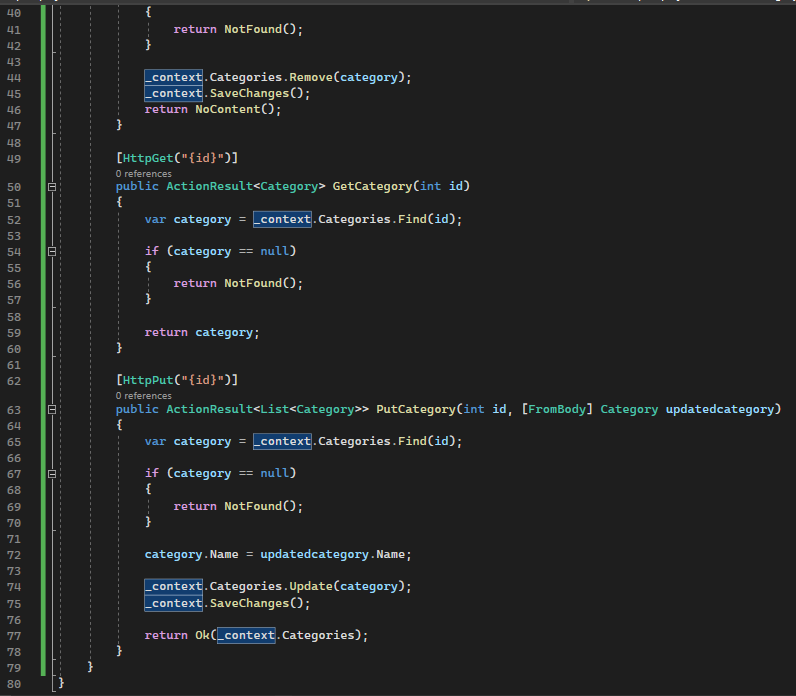 40 {
41 return NotFound();
42 }
43
44 _context.Categories.Remove(category);
45 _context.SaveChanges();
46 return NoContent();
47 }
48
49 [HttpGet("{id}")]
0 references
50 public ActionResult<Category> GetCategory(int id)
51 {
52 var category = _context.Categories.Find(id);
53
54 if (category == null)
55 {
56 return NotFound();
57 }
58
59 return category;
60 }
61
62 [HttpPut("{id}")]
0 references
63 public ActionResult<List<Category>> PutCategory(int id, [FromBody] Category updatedcategory)
64 {
65 var category = _context.Categories.Find(id);
66
67 if (category == null)
68 {
69 return NotFound();
70 }
71
72 category.Name = updatedcategory.Name;
73
74 _context.Categories.Update(category);
75 _context.SaveChanges();
76
77 return Ok(_context.Categories);
78 }
79 }
80 }